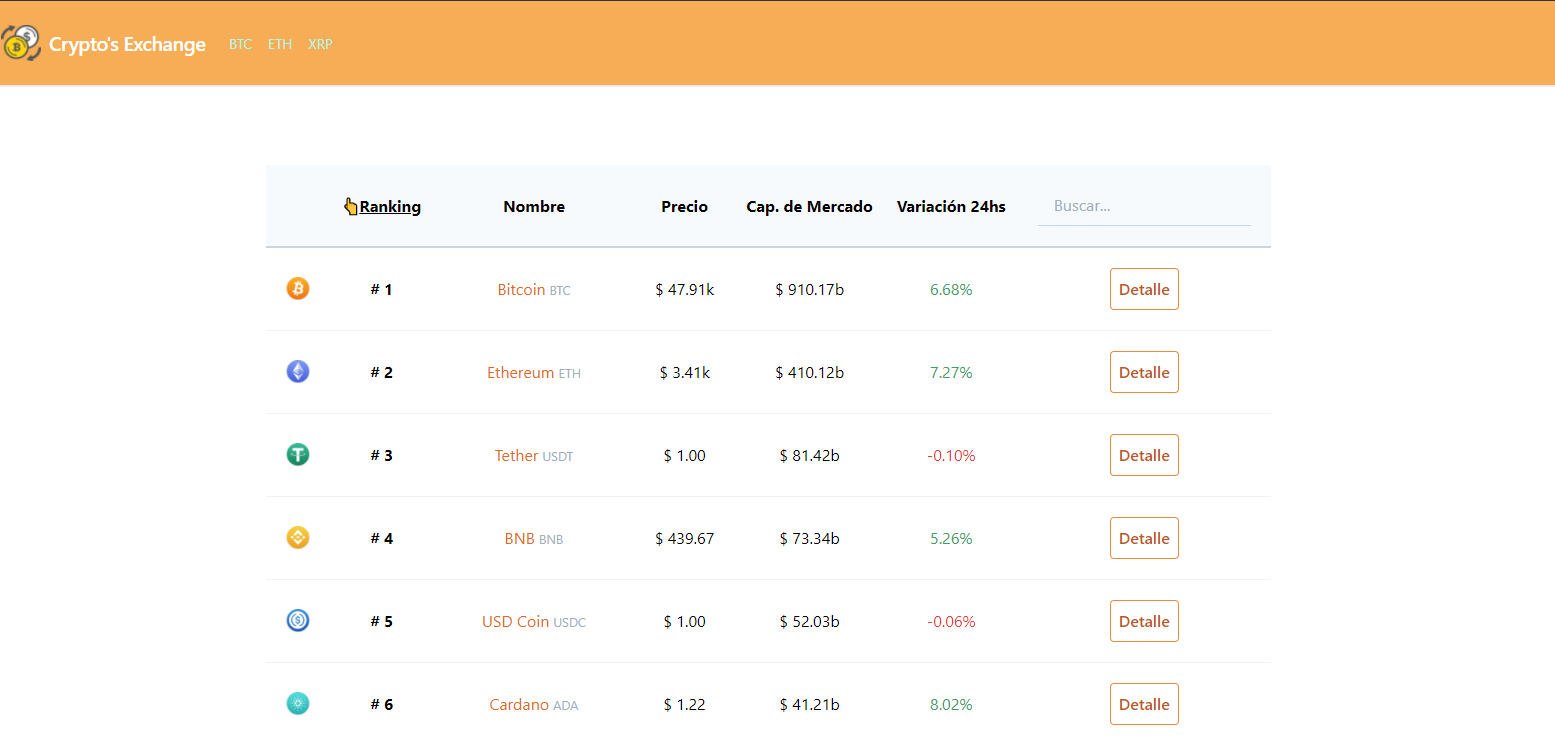 Crypto's Exchange BTC ETH XRP
Ranking Nombre Precio Cap. de Mercado Variación 24hs Buscar...
# 1 Bitcoin BTC $ 47.91k $ 910.17b 6.68% Detalle
# 2 Ethereum ETH $ 3.41k $ 410.12b 7.27% Detalle
# 3 Tether USDT $ 1.00 $ 81.42b -0.10% Detalle
# 4 BNB BNB $ 439.67 $ 73.34b 5.26% Detalle
# 5 USD Coin USDC $ 1.00 $ 52.03b -0.06% Detalle
# 6 Cardano ADA $ 1.22 $ 41.21b 8.02% Detalle